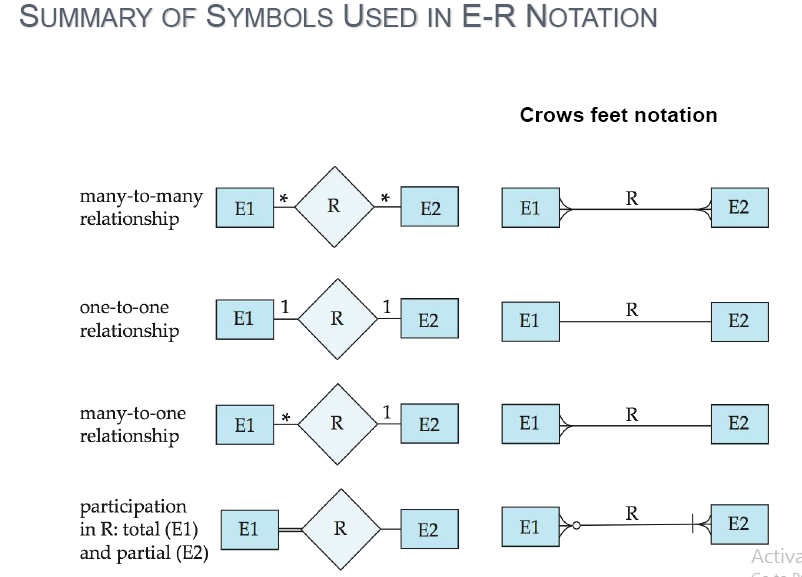 SUMMARY OF SYMBOLS USED IN E-R NOTATION
Crows feet notation
many-to-many
relationship
E1 * R * E2
E1 R E2
one-to-one
relationship
E1 1 R 1 E2
E1 R E2
many-to-one
relationship
E1 * R 1 E2
E1 R E2
participation
in R: total (E1)
and partial (E2)
E1 R E2
E1 R E2
Activa